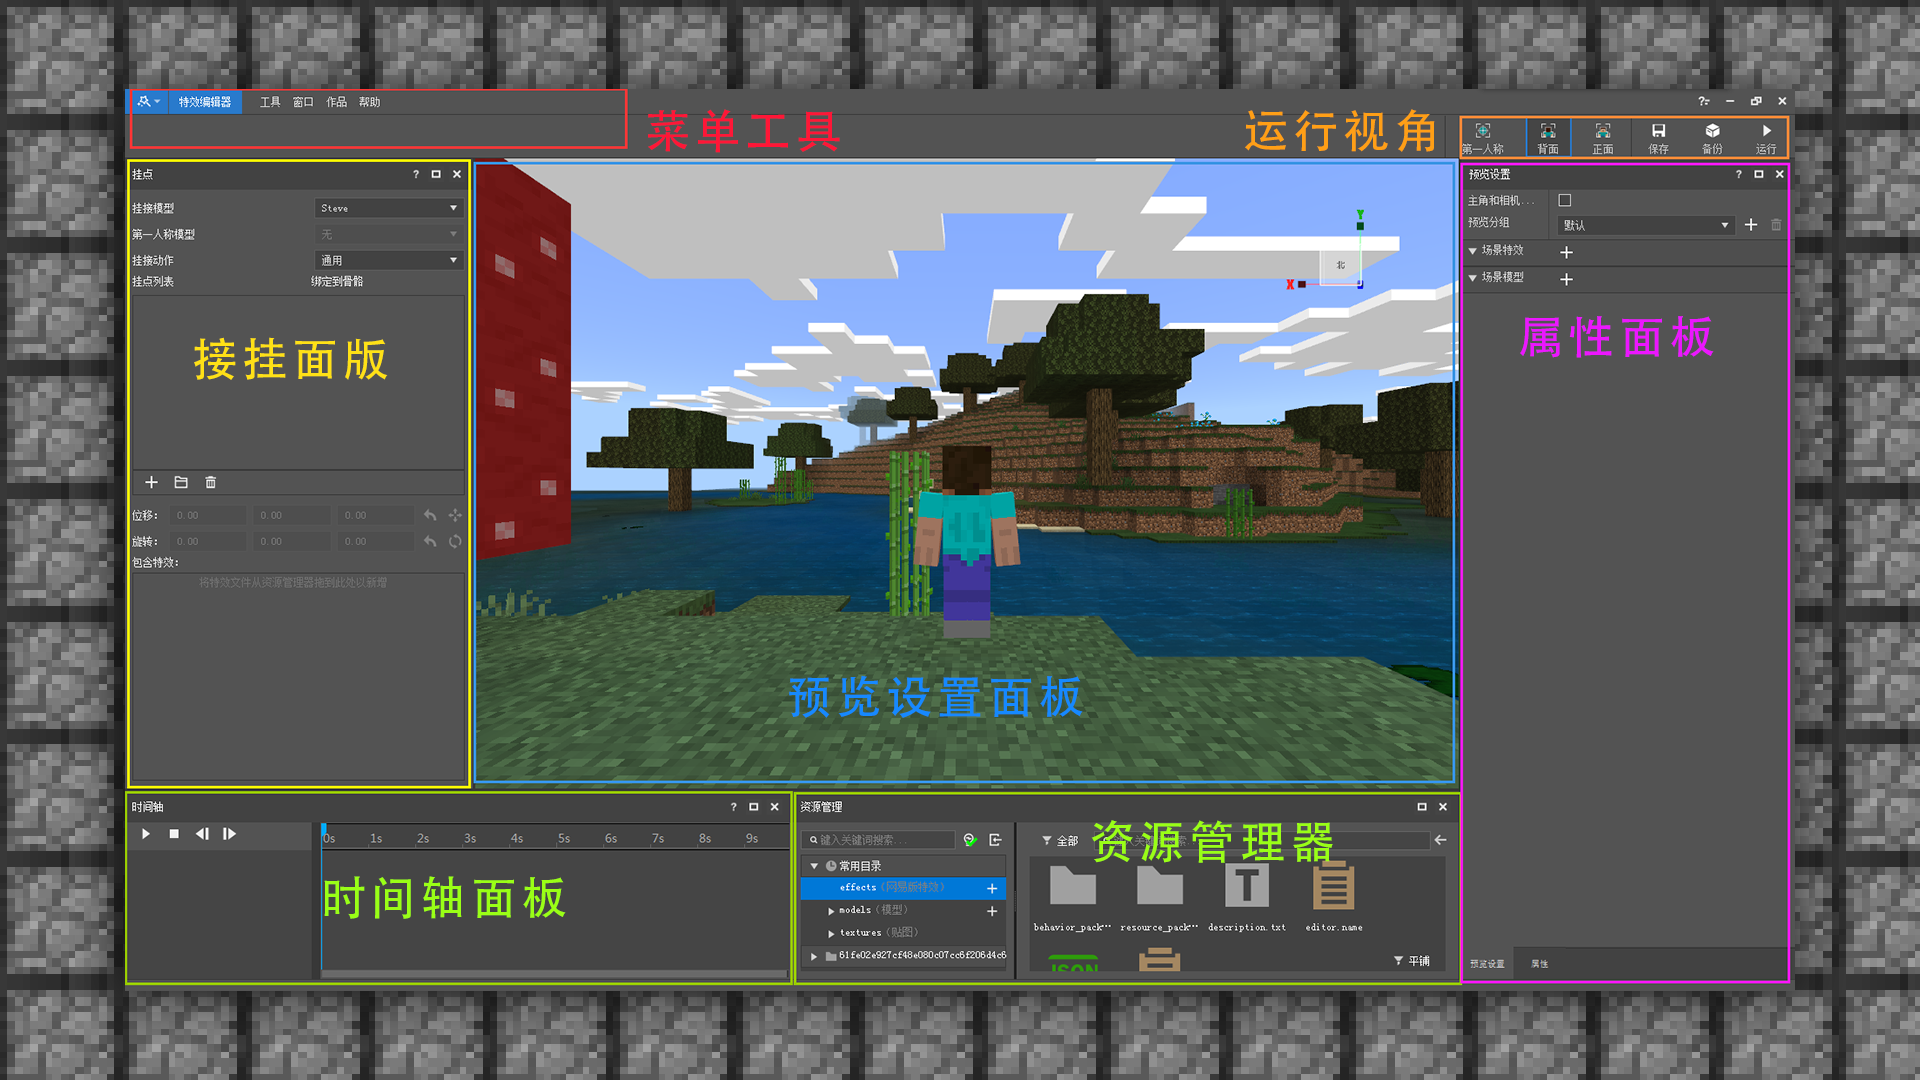 特效编辑器 工具 窗口 作品 帮助
菜单工具
运行视角
第一人称 背面 正面 保存 备份 运行
挂点
挂接模型 Steve
第一人称模型 无
挂接动作 通用
挂点列表 绑定到骨骼
接挂面版
位移: 0.00 0.00 0.00
旋转: 0.00 0.00 0.00
包含特效:
将特效文件从资源管理器拖到此处以新增
Y
北
X
预览设置面板
预览设置
主角和相机...
预览分组 默认
场景特效
场景模型
属性面板
预览设置 属性
时间轴
0s 1s 2s 3s 4s 5s 6s 7s 8s 9s
时间轴面板
资源管理
键入关键词搜索...
常用目录
effects（网易版特效）
models（模型）
textures（贴图）
61fe02e927cf48e080c07cc6f206d4c6
全部
资源管理器
behavior_pack… resource_pack… description.txt editor.name
JSON
平铺